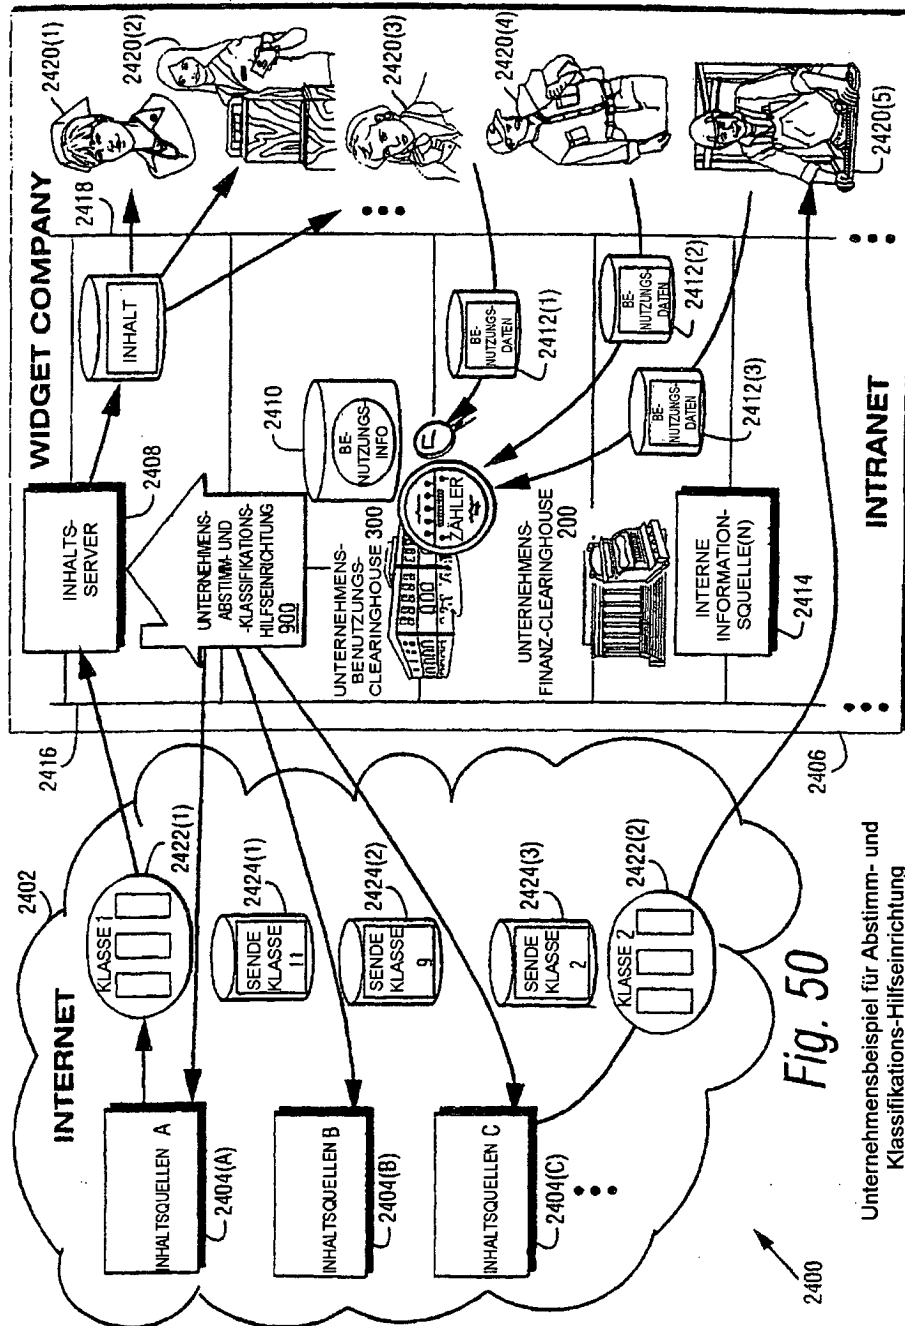 INTERNET
2402
INHALTSQUELLEN A
2404(A)
INHALTSQUELLEN B
2404(B)
INHALTSQUELLEN C
2404(C)
2400
KLASSE 1
2422(1)
SENDE
KLASSE
11
2424(1)
SENDE
KLASSE
9
2424(2)
SENDE
KLASSE
2
2424(3)
KLASSE 2
2422(2)
WIDGET COMPANY
2416
INHALTS-
SERVER
2408
INHALT
2418
UNTERNEHMENS-
ABSTIMM- UND
-KLASSIFIKATIONS-
HILFSEINRICHTUNG
900
2410
BE-
NUTZUNGS-
INFO
UNTERNEHMENS-
BENUTZUNGS-
CLEARINGHOUSE 300
ZÄHLER
UNTERNEHMENS-
FINANZ-CLEARINGHOUSE
200
BE-
NUTZUNGS-
DATEN
2412(1)
BE-
NUTZUNGS-
DATEN
2412(2)
BE-
NUTZUNGS-
DATEN
2412(3)
INTERNE
INFORMATION-
SQUELLE(N)
2414
2420(1)
2420(2)
2420(3)
2420(4)
2420(5)
INTRANET
2406
Fig. 50
Unternehmensbeispiel für Abstimm- und
Klassifikations-Hilfseinrichtung